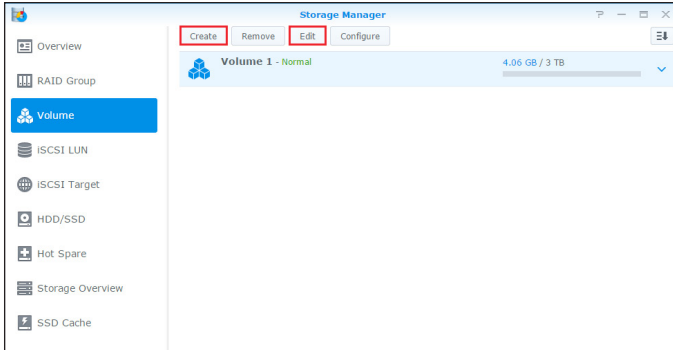 Storage Manager
Create Remove Edit Configure
Overview
RAID Group
Volume
iSCSI LUN
iSCSI Target
HDD/SSD
Hot Spare
Storage Overview
SSD Cache
Volume 1 - Normal
4.06 GB / 3 TB